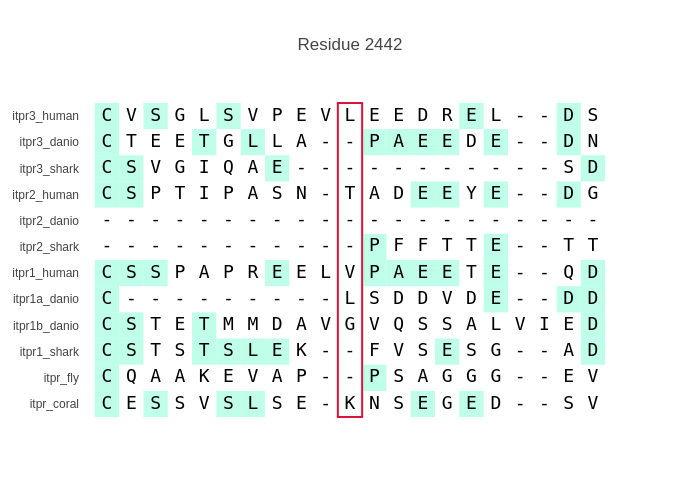 Residue 2442
itpr3_human C V S G L S V P E V L E E D R E L - - D S
itpr3_danio C T E E T G L L A - - P A E E D E - - D N
itpr3_shark C S V G I Q A E - - - - - - - - - - - S D
itpr2_human C S P T I P A S N - T A D E E Y E - - D G
itpr2_danio - - - - - - - - - - - - - - - - - - - - -
itpr2_shark - - - - - - - - - - - P F F T T E - - T T
itpr1_human C S S P A P R E E L V P A E E T E - - Q D
itpr1a_danio C - - - - - - - - - L S D D V D E - - D D
itpr1b_danio C S T E T M M D A V G V Q S S A L V I E D
itpr1_shark C S T S T S L E K - - F V S E S G - - A D
itpr_fly C Q A A K E V A P - - P S A G G G - - E V
itpr_coral C E S S V S L S E - K N S E G E D - - S V